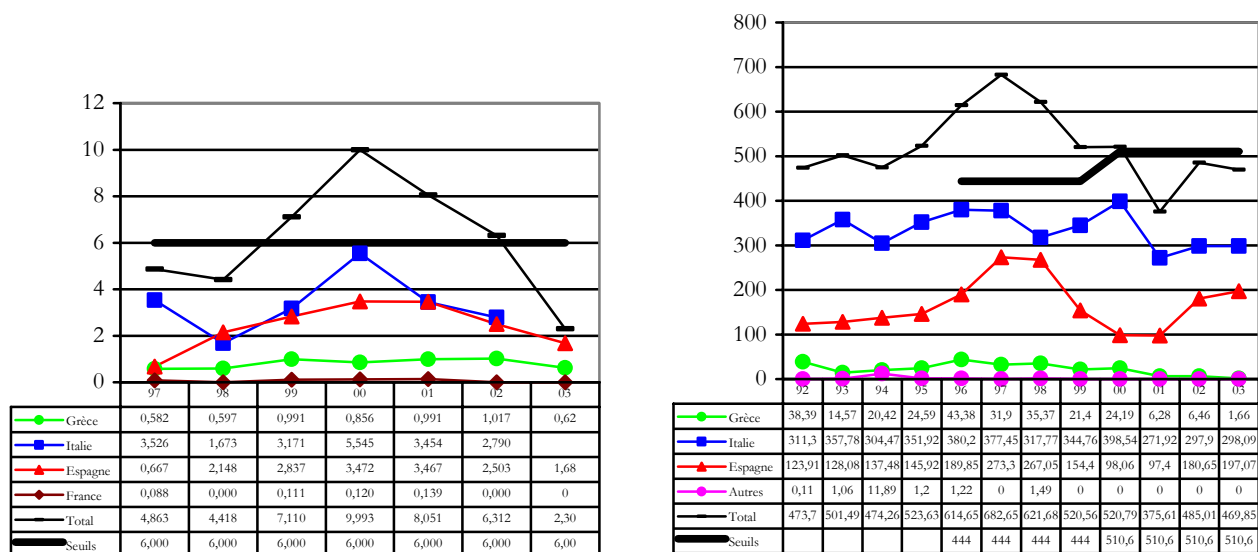 12
10
8
6
4
2
0
97 98 99 00 01 02 03
Grèce 0,582 0,597 0,991 0,856 0,991 1,017 0,62
Italie 3,526 1,673 3,171 5,545 3,454 2,790
Espagne 0,667 2,148 2,837 3,472 3,467 2,503 1,68
France 0,088 0,000 0,111 0,120 0,139 0,000 0
Total 4,863 4,418 7,110 9,993 8,051 6,312 2,30
Seuils 6,000 6,000 6,000 6,000 6,000 6,000 6,00
800
700
600
500
400
300
200
100
0
92 93 94 95 96 97 98 99 00 01 02 03
Grèce 38,39 14,57 20,42 24,59 43,38 31,9 35,37 21,4 24,19 6,28 6,46 1,66
Italie 311,3 357,78 304,47 351,92 380,2 377,45 317,77 344,76 398,54 271,92 297,9 298,09
Espagne 123,91 128,08 137,48 145,92 189,85 273,3 267,05 154,4 98,06 97,4 180,65 197,07
Autres 0,11 1,06 11,89 1,2 1,22 0 1,49 0 0 0 0 0
Total 473,7 501,49 474,26 523,63 614,65 682,65 621,68 520,56 520,79 375,61 485,01 469,85
Seuils 444 444 444 444 510,6 510,6 510,6 510,6